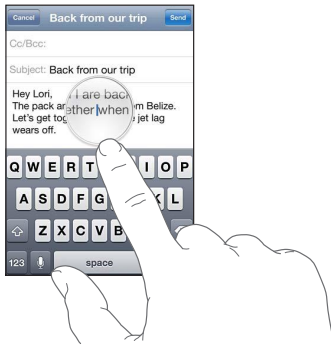 Cancel Back from our trip Send
Cc/Bcc:
Subject: Back from our trip
Hey Lori,
I are back
The pack ar m Belize.
ether when
Let's get tog e jet lag
wears off.
Q W E R T I O P
A S D F G K L
Z X C V B
123 space